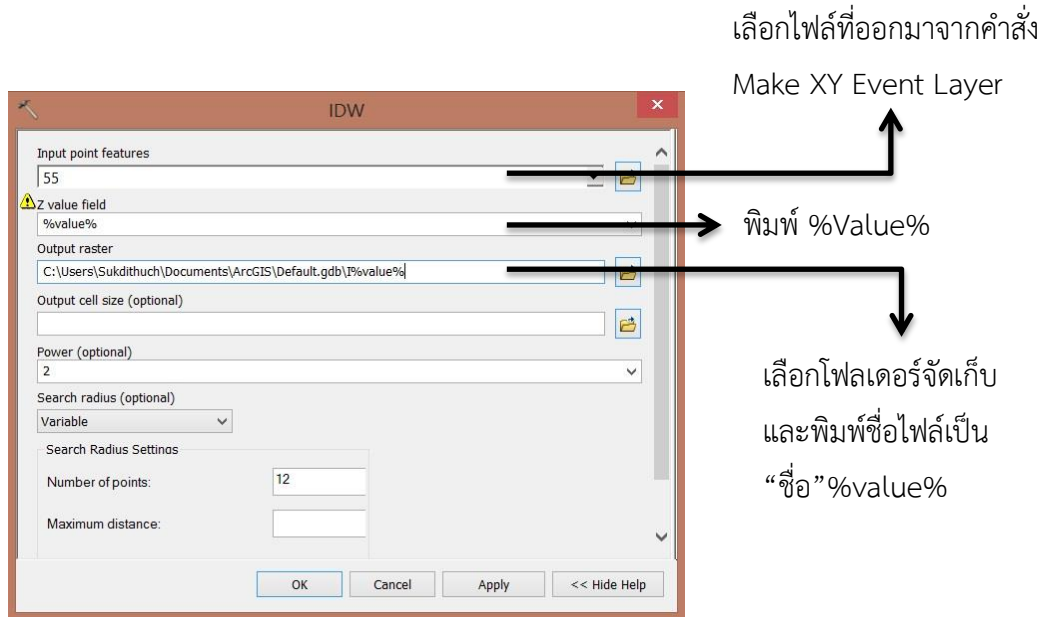 เลือกไฟล์ที่ออกมาจากคำสั่ง
Make XY Event Layer
IDW
Input point features
55
Z value field
%value%
พิมพ์ %Value%
Output raster
C:\Users\Sukdithuch\Documents\ArcGIS\Default.gdb\I%value%
Output cell size (optional)
Power (optional)
2
Search radius (optional)
Variable
Search Radius Settings
Number of points:
12
Maximum distance:
เลือกโฟลเดอร์จัดเก็บ
และพิมพ์ชื่อไฟล์เป็น
“ชื่อ”%value%
OK
Cancel
Apply
<< Hide Help